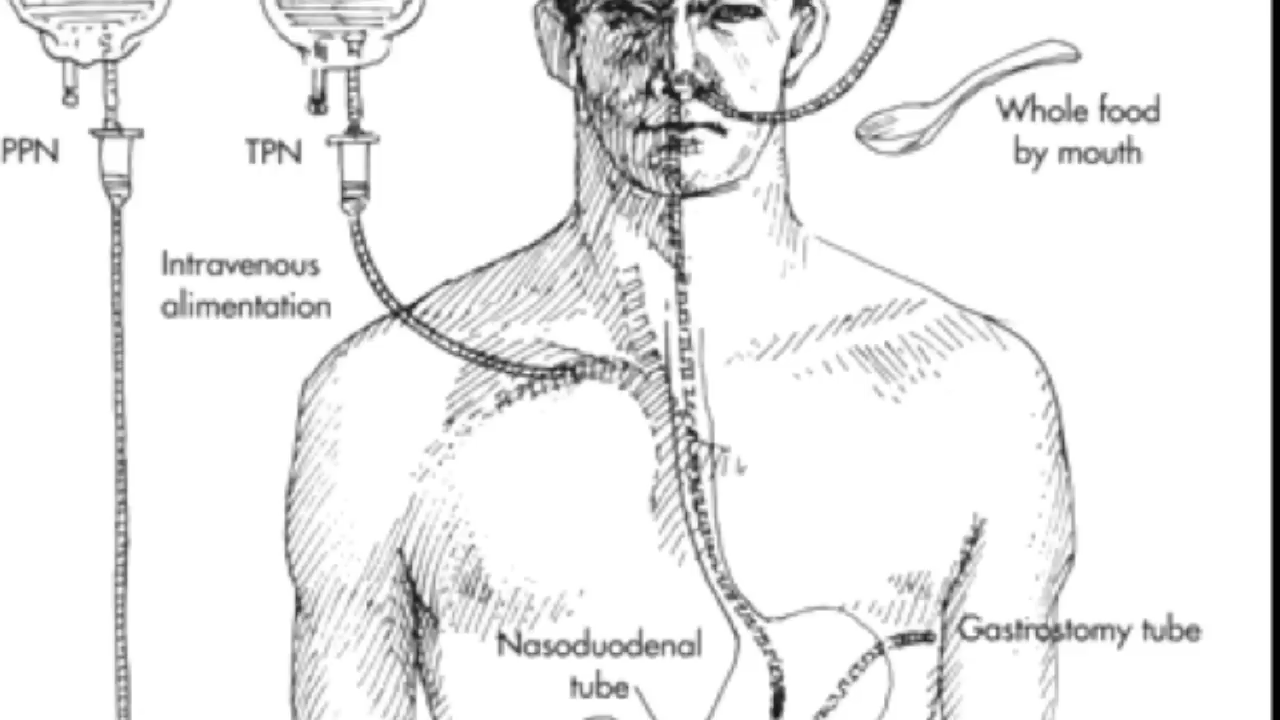 Whole food
by mouth
PPN
TPN
Intravenous
alimentation
Gastrostomy tube
Nasoduodenal
tube